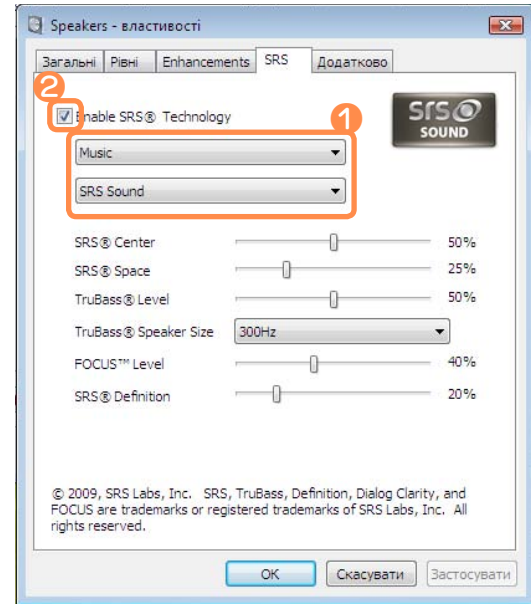 Speakers - властивості
Загальні Рівні Enhancements SRS Додатково
2
Enable SRS® Technology
SRS
SOUND
1
Music
SRS Sound
SRS® Center 50%
SRS® Space 25%
TruBass® Level 50%
TruBass® Speaker Size 300Hz
FOCUS™ Level 40%
SRS® Definition 20%
© 2009, SRS Labs, Inc. SRS, TruBass, Definition, Dialog Clarity, and
FOCUS are trademarks or registered trademarks of SRS Labs, Inc. All
rights reserved.
OK Скасувати Застосувати